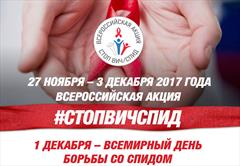 ВСЕРОССИЙСКАЯ АКЦИЯ
СТОП ВИЧ/СПИД
27 НОЯБРЯ – 3 ДЕКАБРЯ 2017 ГОДА
ВСЕРОССИЙСКАЯ АКЦИЯ
#СТОПВИЧСПИД
1 ДЕКАБРЯ – ВСЕМИРНЫЙ ДЕНЬ
БОРЬБЫ СО СПИДОМ